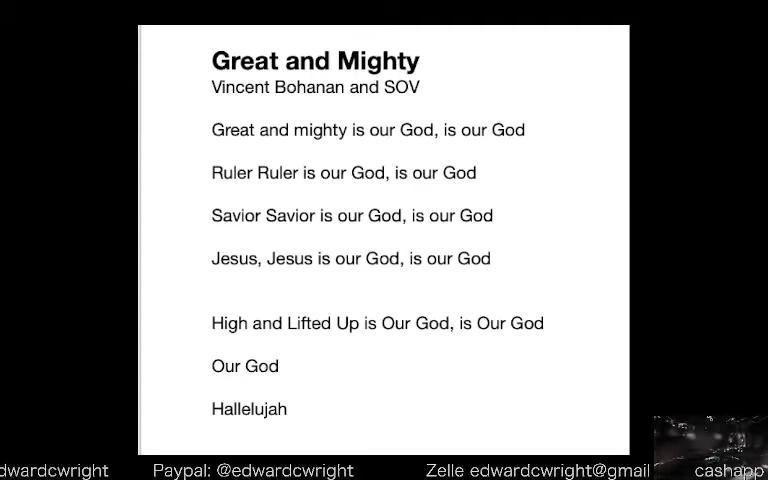 Great and Mighty
Vincent Bohanan and SOV
Great and mighty is our God, is our God
Ruler Ruler is our God, is our God
Savior Savior is our God, is our God
Jesus, Jesus is our God, is our God
High and Lifted Up is Our God, is Our God
Our God
Hallelujah
dwardcwright Paypal: @edwardcwright Zelle edwardcwright@gmail cashapp